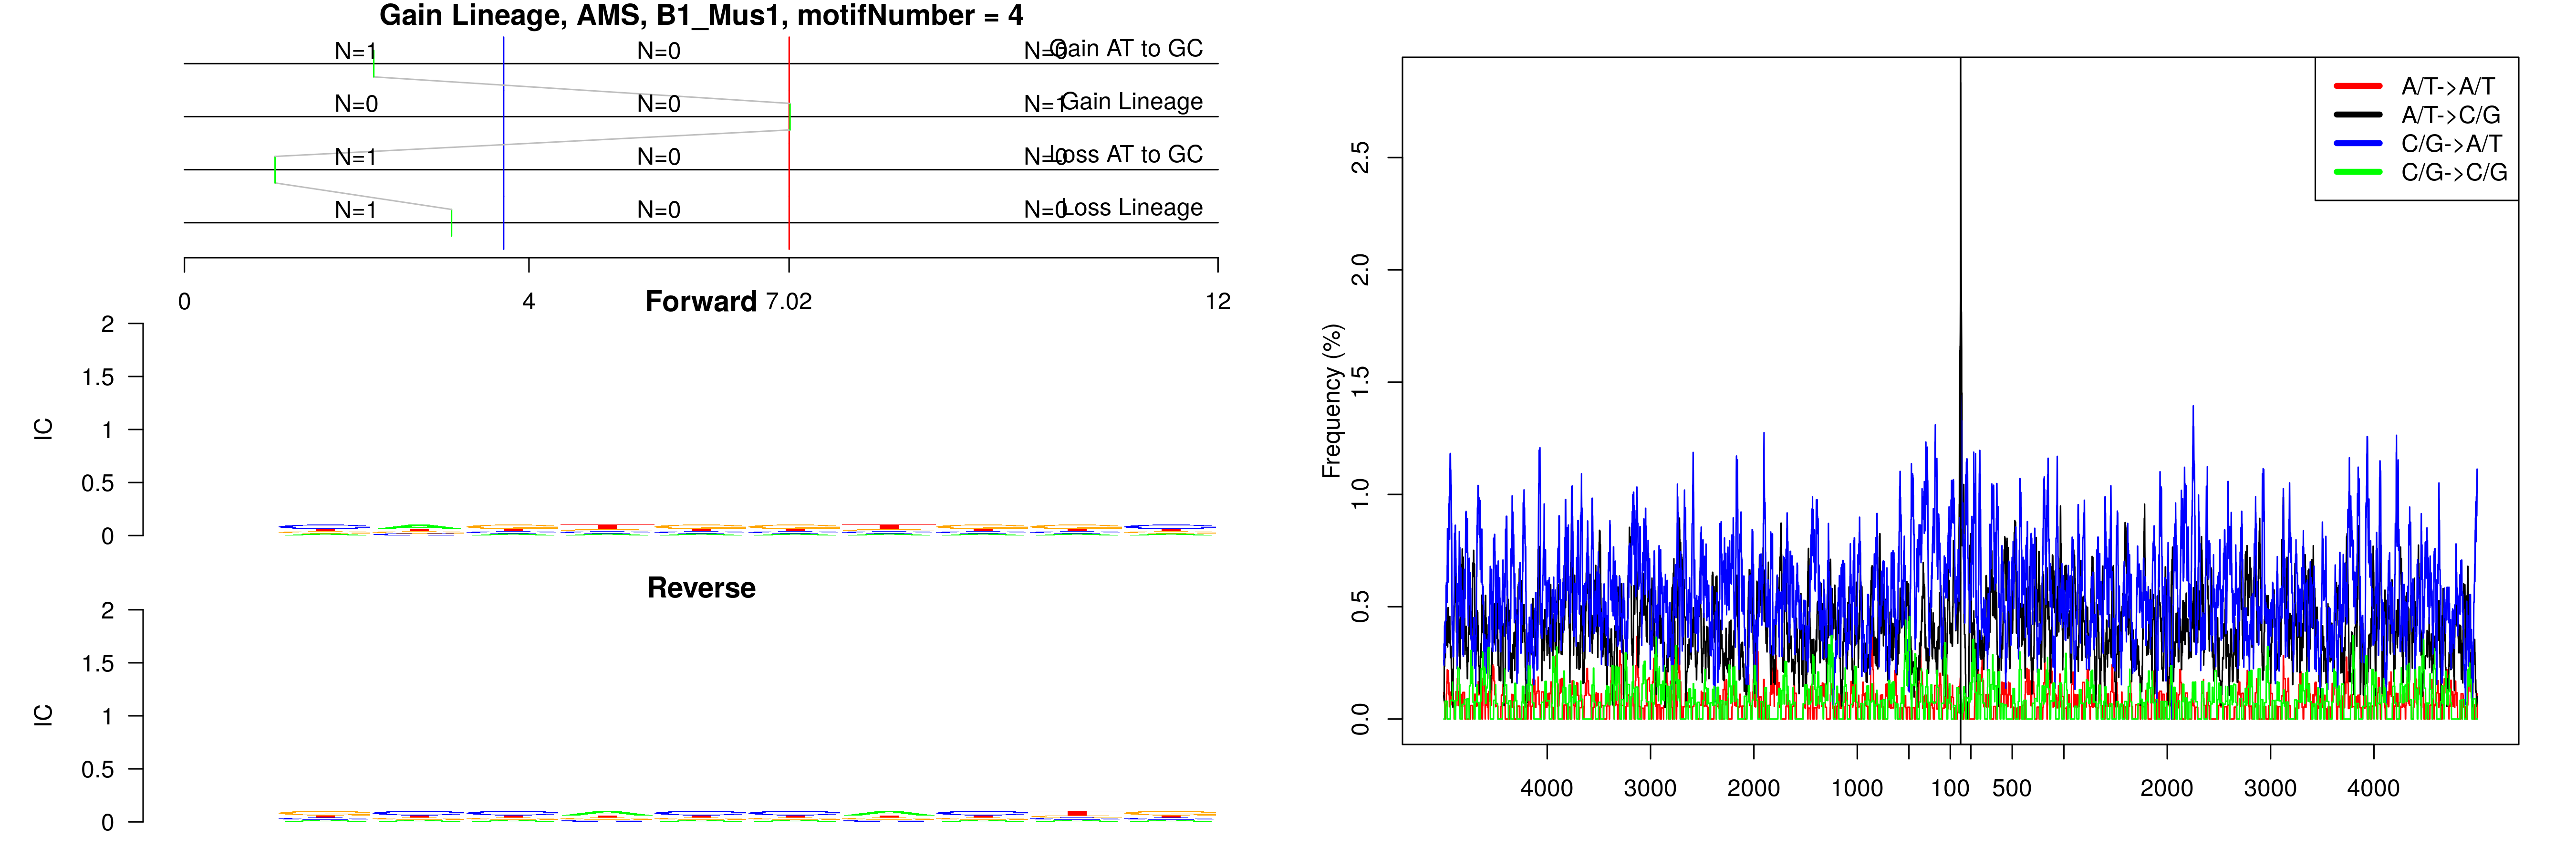 Gain Lineage, AMS, B1_Mus1, motifNumber = 4
N=1 N=0 N=0 Gain AT to GC
N=0 N=0 N=1 Gain Lineage
N=1 N=0 N=0 Loss AT to GC
N=1 N=0 N=0 Loss Lineage
0 4 7.02 12
Forward
2
1.5
1
0.5
0
IC
Reverse
2
1.5
1
0.5
0
IC
A/T->A/T
A/T->C/G
C/G->A/T
C/G->C/G
Frequency (%)
2.5
2.0
1.5
1.0
0.5
0.0
4000 3000 2000 1000 100 500 2000 3000 4000